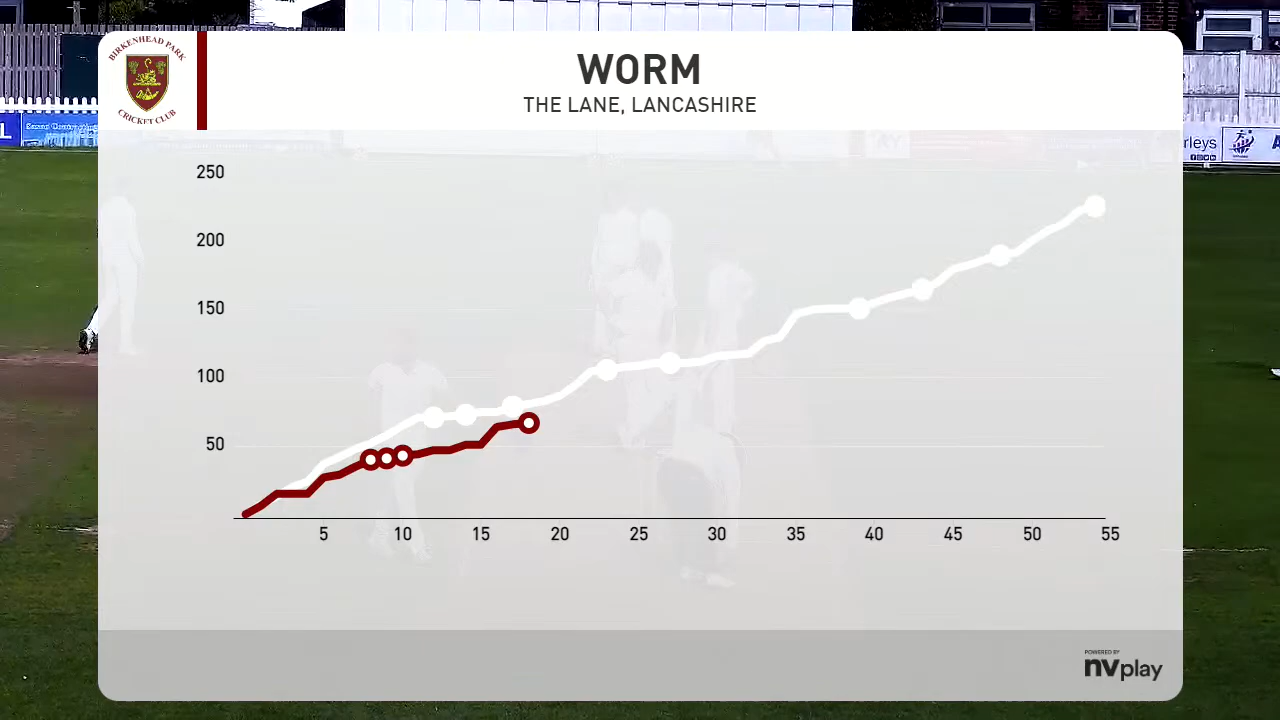 BIRKENHEAD PARK
CRICKET CLUB
WORM
THE LANE, LANCASHIRE
250
200
150
100
50
5 10 15 20 25 30 35 40 45 50 55
POWERED BY
nvplay
L
rleys
A